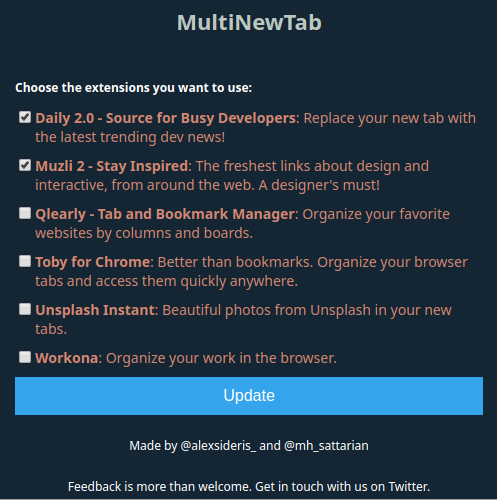 MultiNewTab
Choose the extensions you want to use:
Daily 2.0 - Source for Busy Developers: Replace your new tab with
the latest trending dev news!
Muzli 2 - Stay Inspired: The freshest links about design and
interactive, from around the web. A designer's must!
Qlearly - Tab and Bookmark Manager: Organize your favorite
websites by columns and boards.
Toby for Chrome: Better than bookmarks. Organize your browser
tabs and access them quickly anywhere.
Unsplash Instant: Beautiful photos from Unsplash in your new
tabs.
Workona: Organize your work in the browser.
Update
Made by @alexsideris_ and @mh_sattarian
Feedback is more than welcome. Get in touch with us on Twitter.